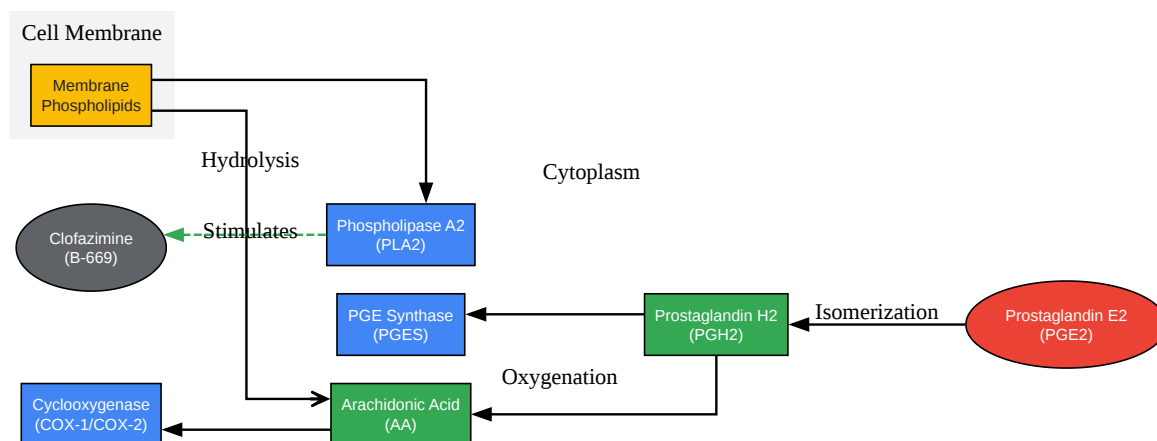 Cell Membrane
Membrane
Phospholipids
Hydrolysis
Cytoplasm
Clofazimine
(B-669)
Stimulates
Phospholipase A2
(PLA2)
PGE Synthase
(PGES)
Prostaglandin H2
(PGH2)
Isomerization
Prostaglandin E2
(PGE2)
Oxygenation
Cyclooxygenase
(COX-1/COX-2)
Arachidonic Acid
(AA)